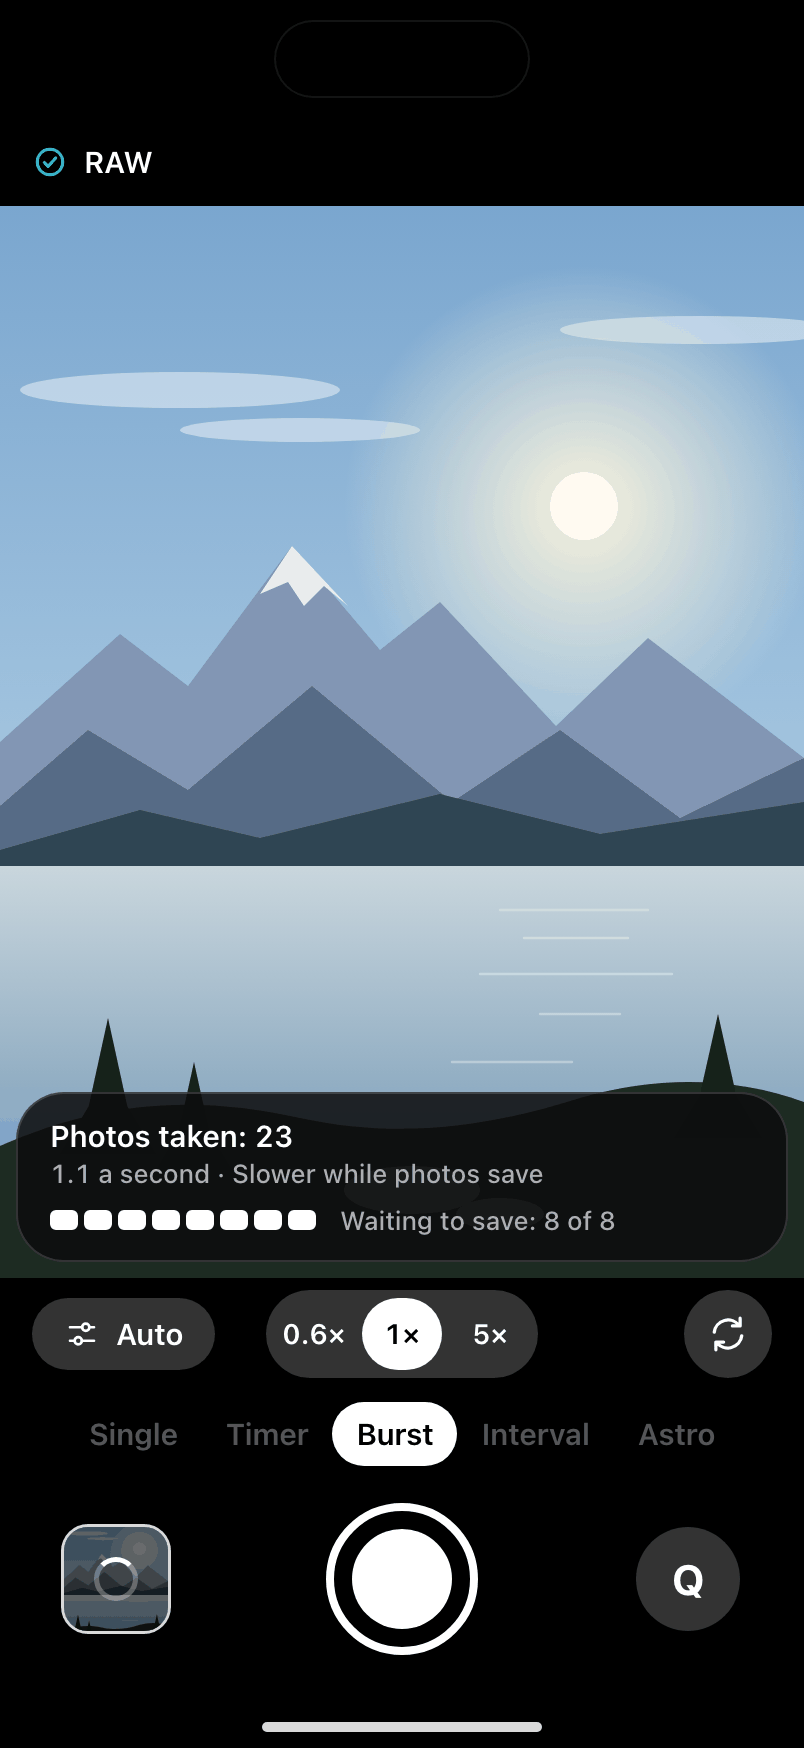 RAW
Photos taken: 23
1.1 a second · Slower while photos save
Waiting to save: 8 of 8
Auto
0.6× 1× 5×
Single Timer Burst Interval Astro
Q